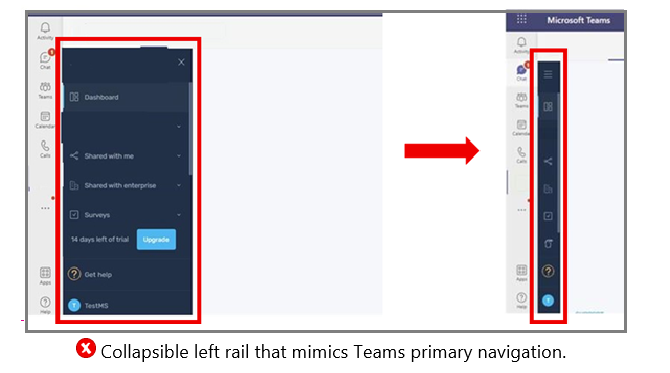 Activity
Chat
Teams
Calendar
Calls
Apps
Help
X
Dashboard
Shared with me
Shared with enterprise
Surveys
14 days left of trial Upgrade
Get help
T TestMS
Microsoft Teams
Activity
Chat
Teams
Calendar
Calls
Apps
Help
T
Collapsible left rail that mimics Teams primary navigation.